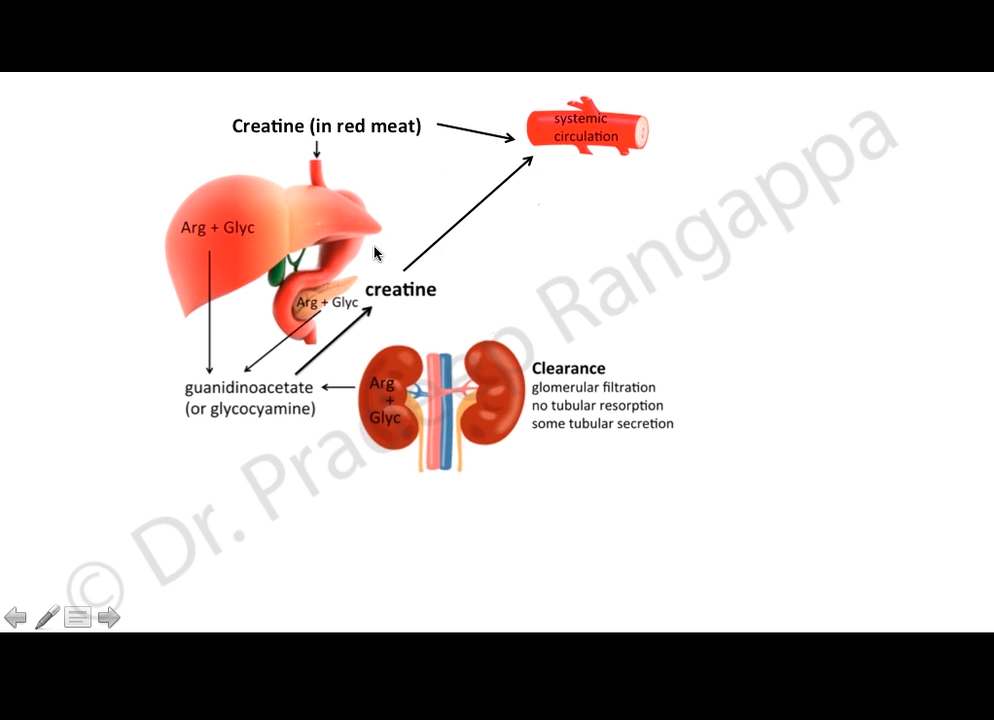 Creatine (in red meat)
systemic
circulation
Arg + Glyc
creatine
Arg + Glyc
guanidinoacetate
(or glycocyamine)
Arg
+
Glyc
Clearance
glomerular filtration
no tubular resorption
some tubular secretion
© Dr. Pradeep Rangappa